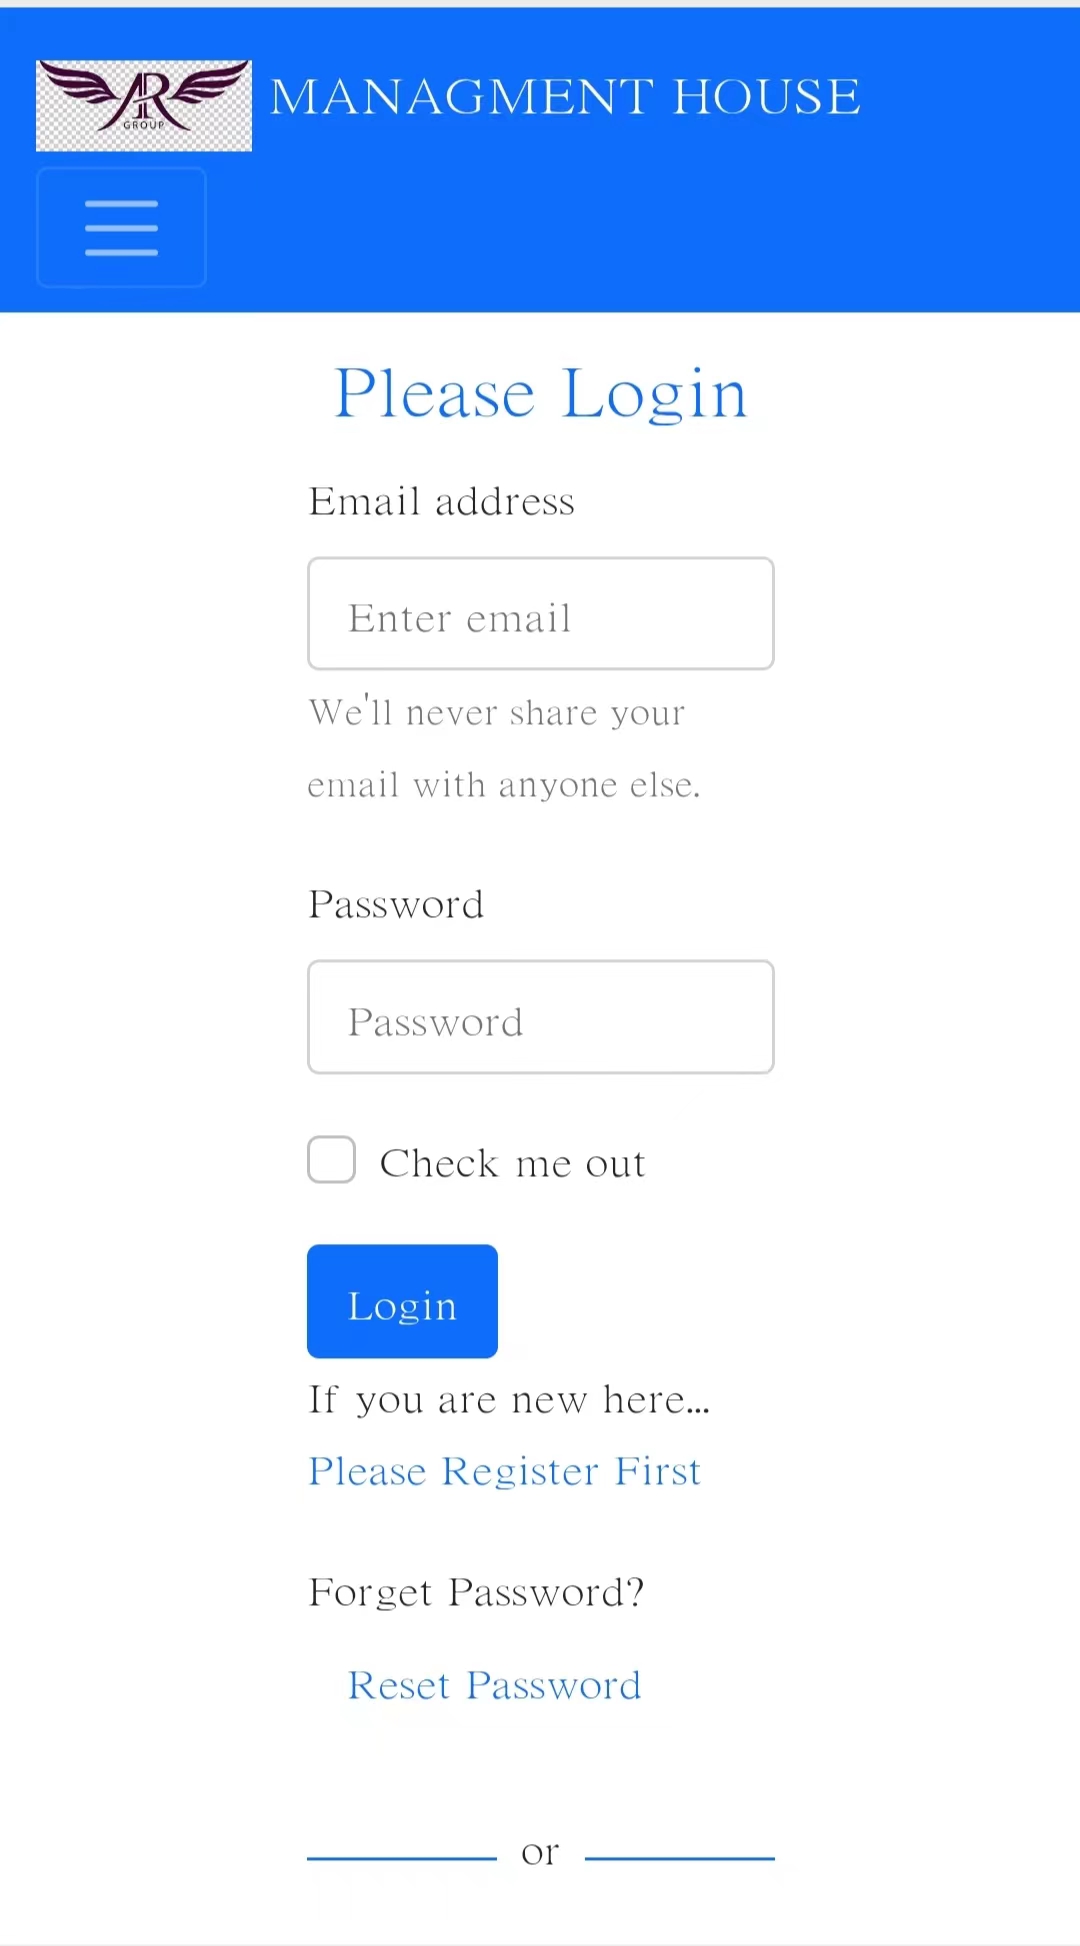 AR
GROUP
MANAGMENT HOUSE
Please Login
Email address
Enter email
We'll never share your
email with anyone else.
Password
Password
Check me out
Login
If you are new here...
Please Register First
Forget Password?
Reset Password
or